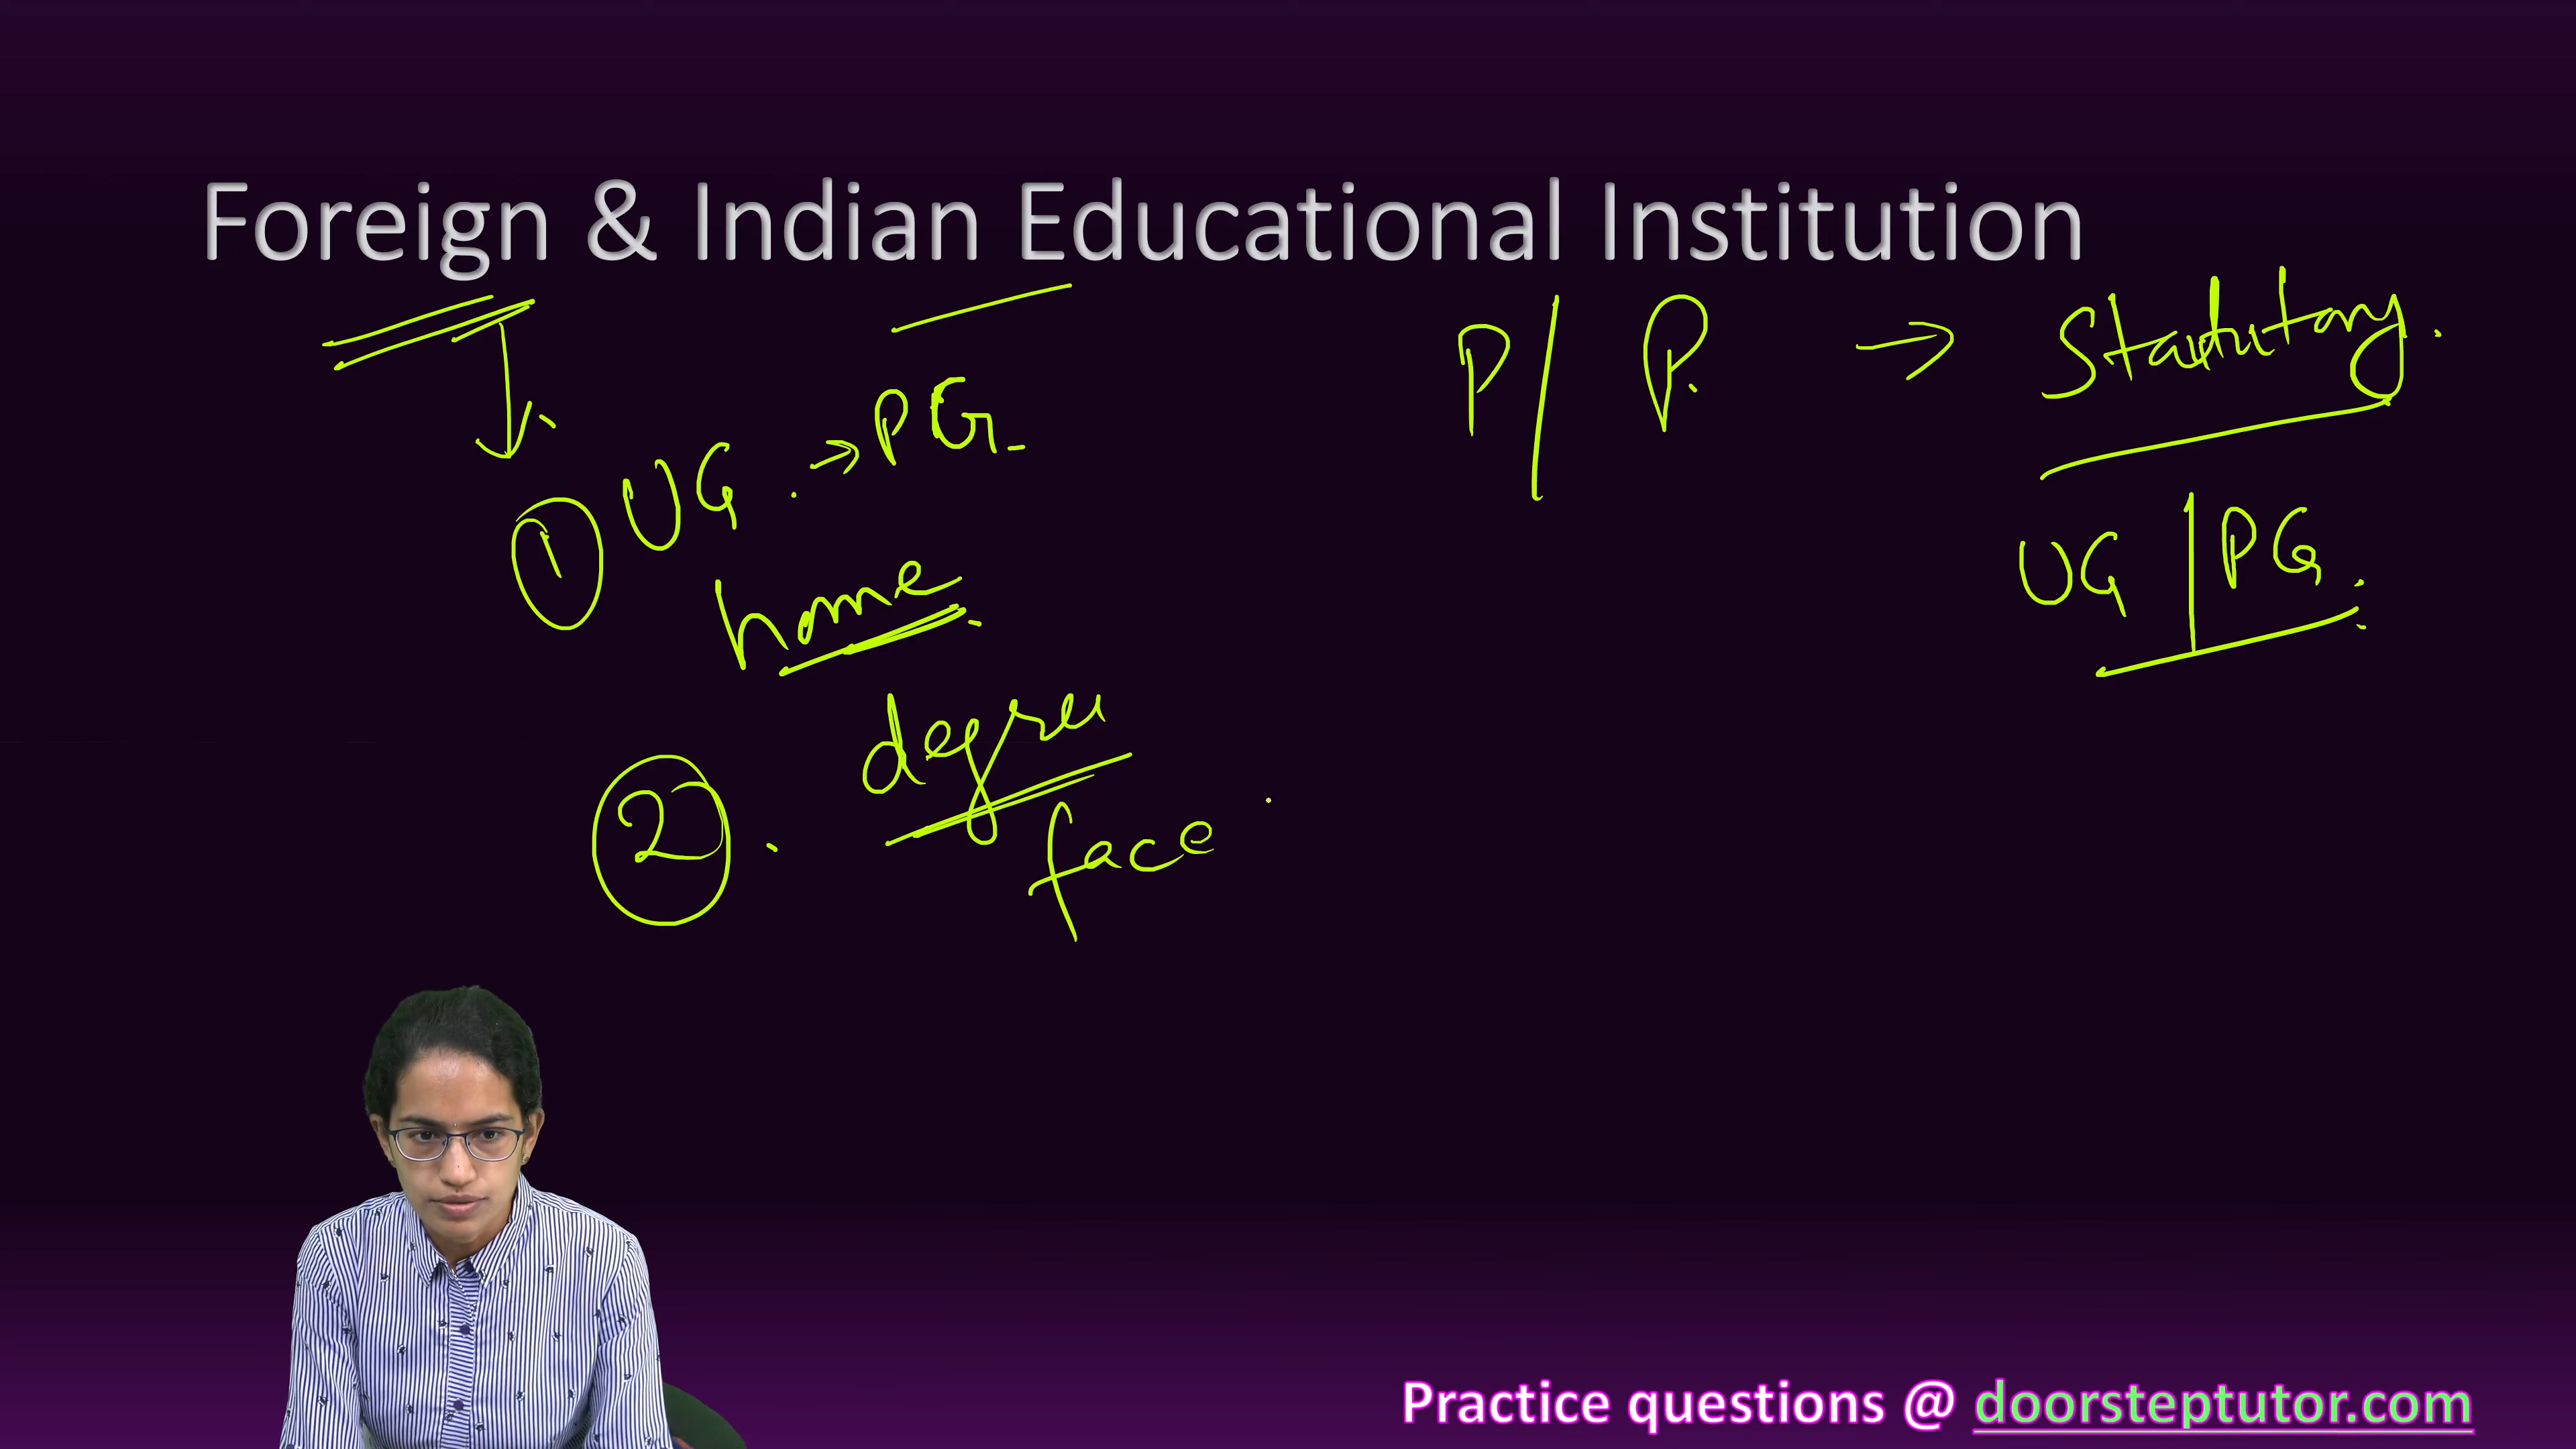 Foreign & Indian Educational Institution
P / P. → Statutory.
UG | PG.
① UG. → PG
home
② . degree
face
Practice questions @ doorsteptutor.com